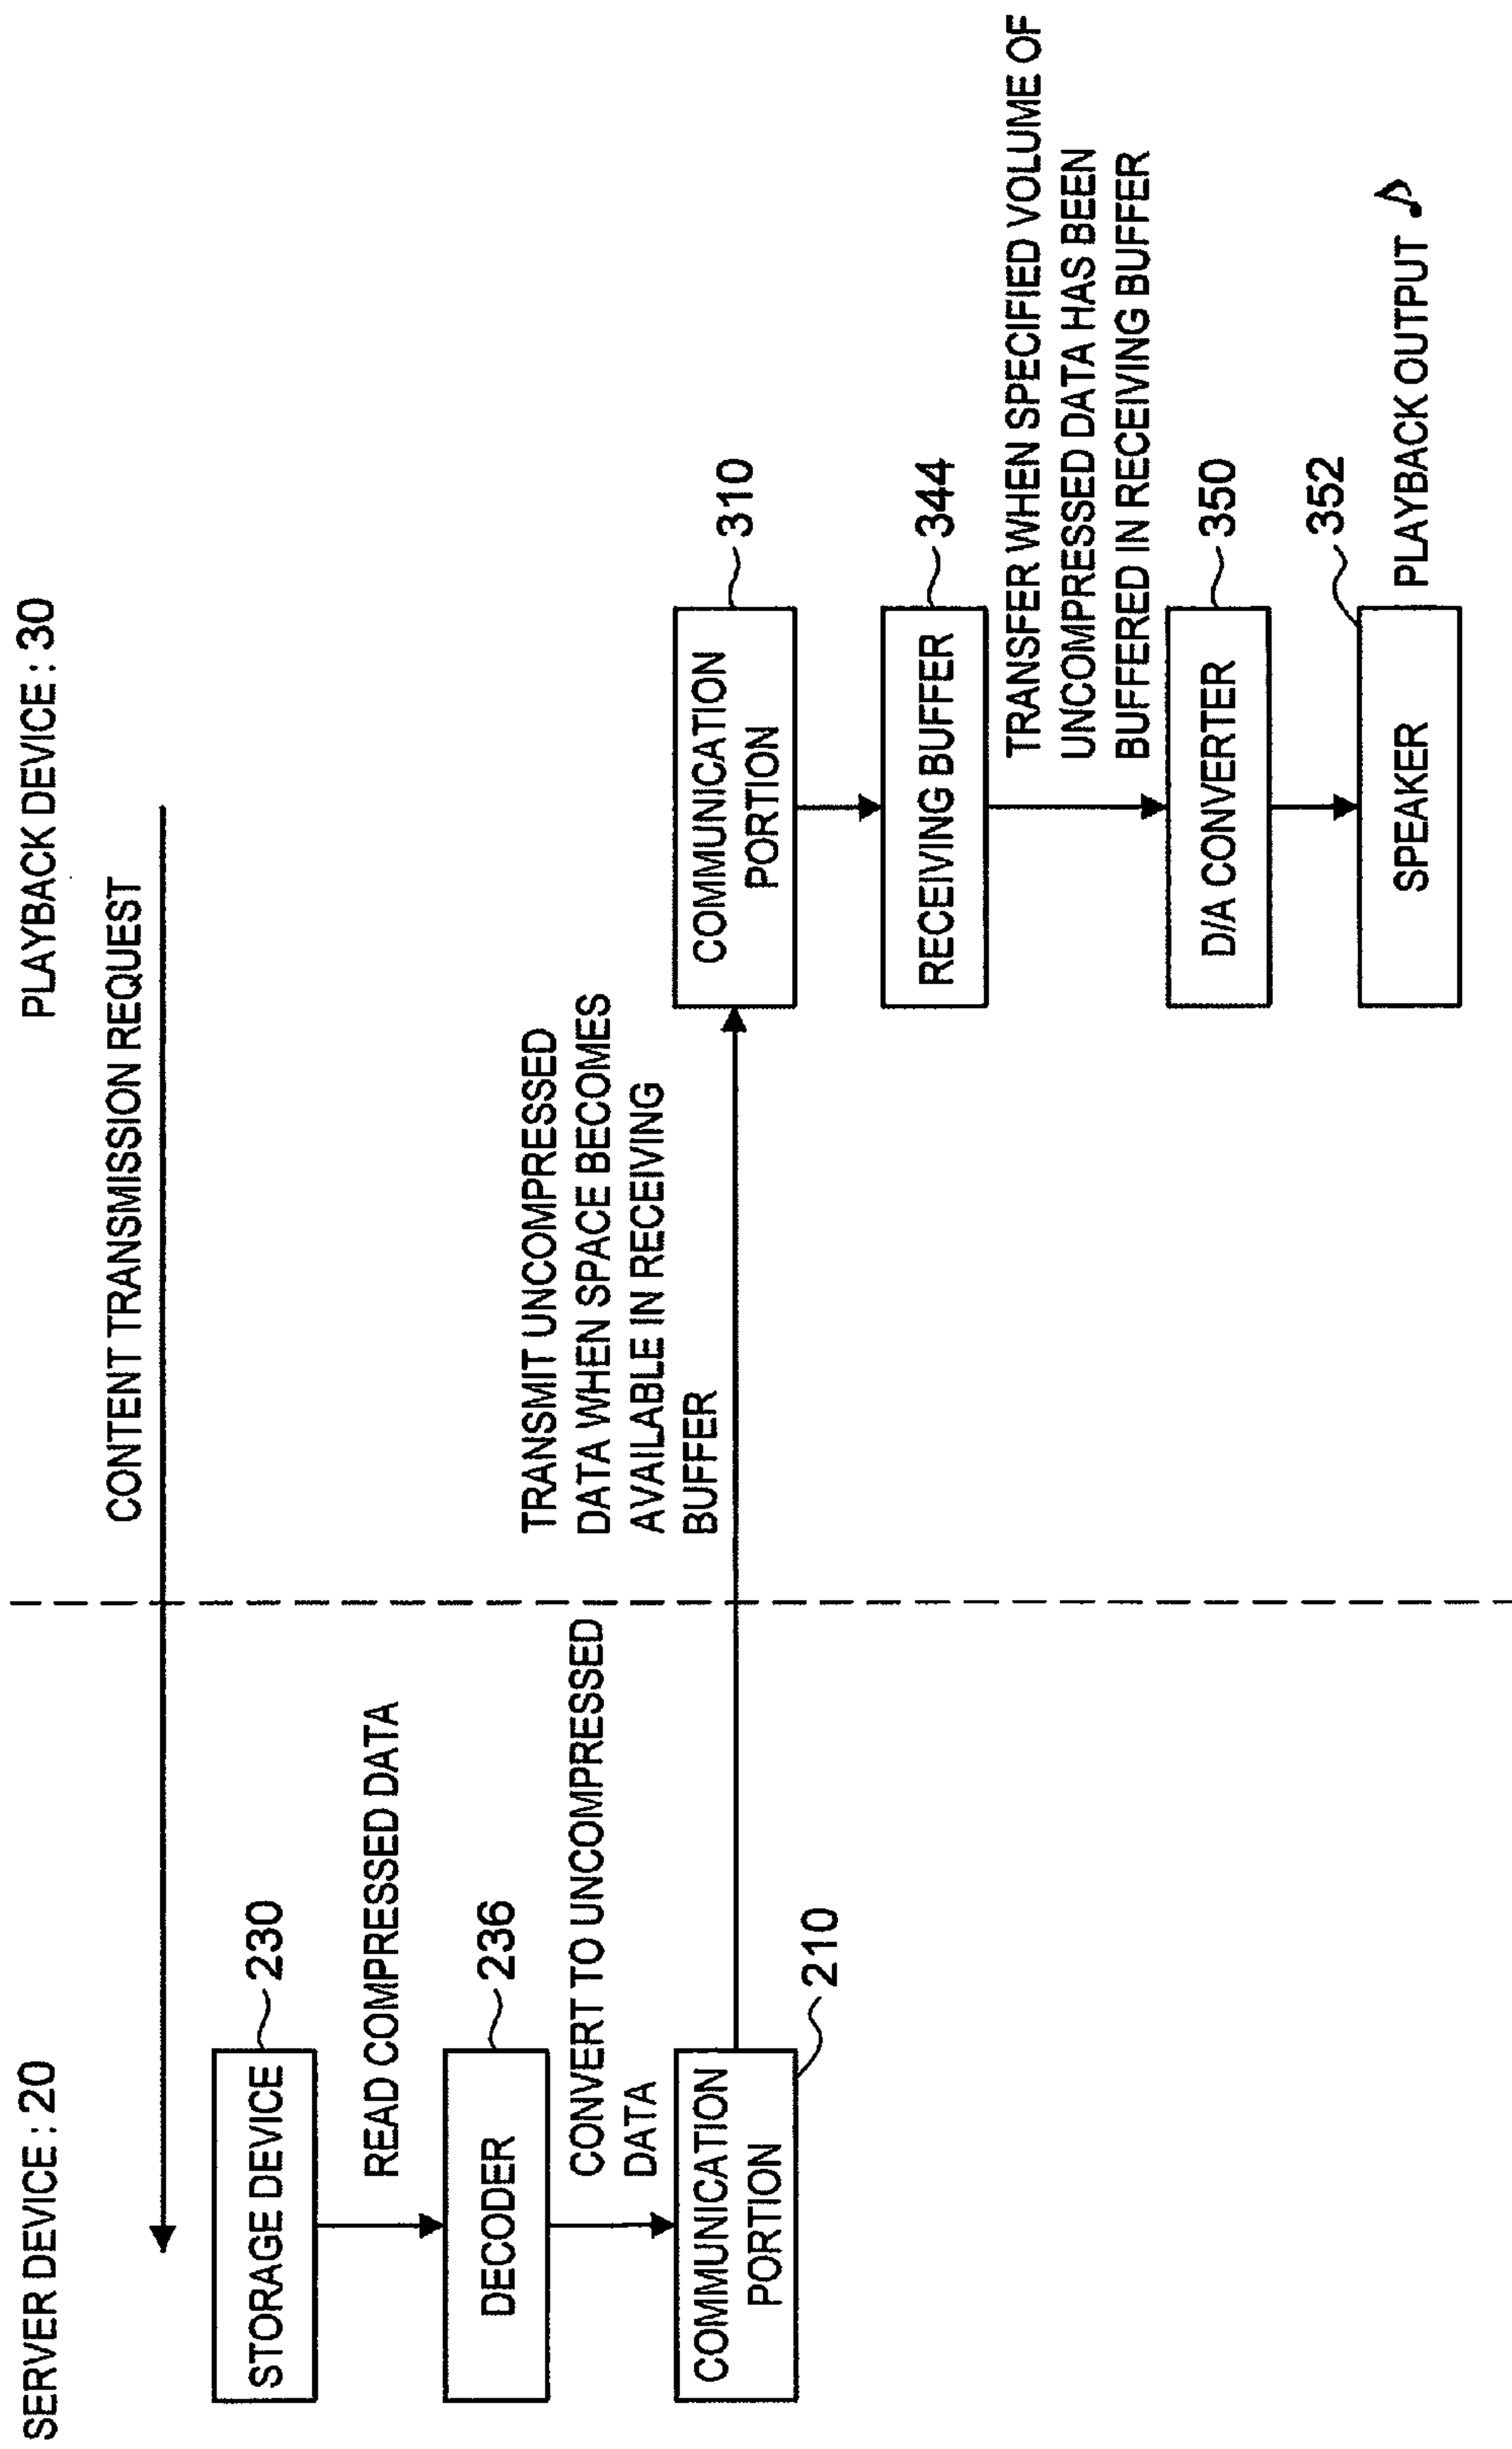 SERVER DEVICE : 20
PLAYBACK DEVICE : 30
CONTENT TRANSMISSION REQUEST
STORAGE DEVICE
230
READ COMPRESSED DATA
DECODER
236
CONVERT TO UNCOMPRESSED
DATA
COMMUNICATION
PORTION
210
TRANSMIT UNCOMPRESSED
DATA WHEN SPACE BECOMES
AVAILABLE IN RECEIVING
BUFFER
COMMUNICATION
PORTION
310
RECEIVING BUFFER
344
TRANSFER WHEN SPECIFIED VOLUME OF
UNCOMPRESSED DATA HAS BEEN
BUFFERED IN RECEIVING BUFFER
D/A CONVERTER
350
SPEAKER
352
PLAYBACK OUTPUT ♪